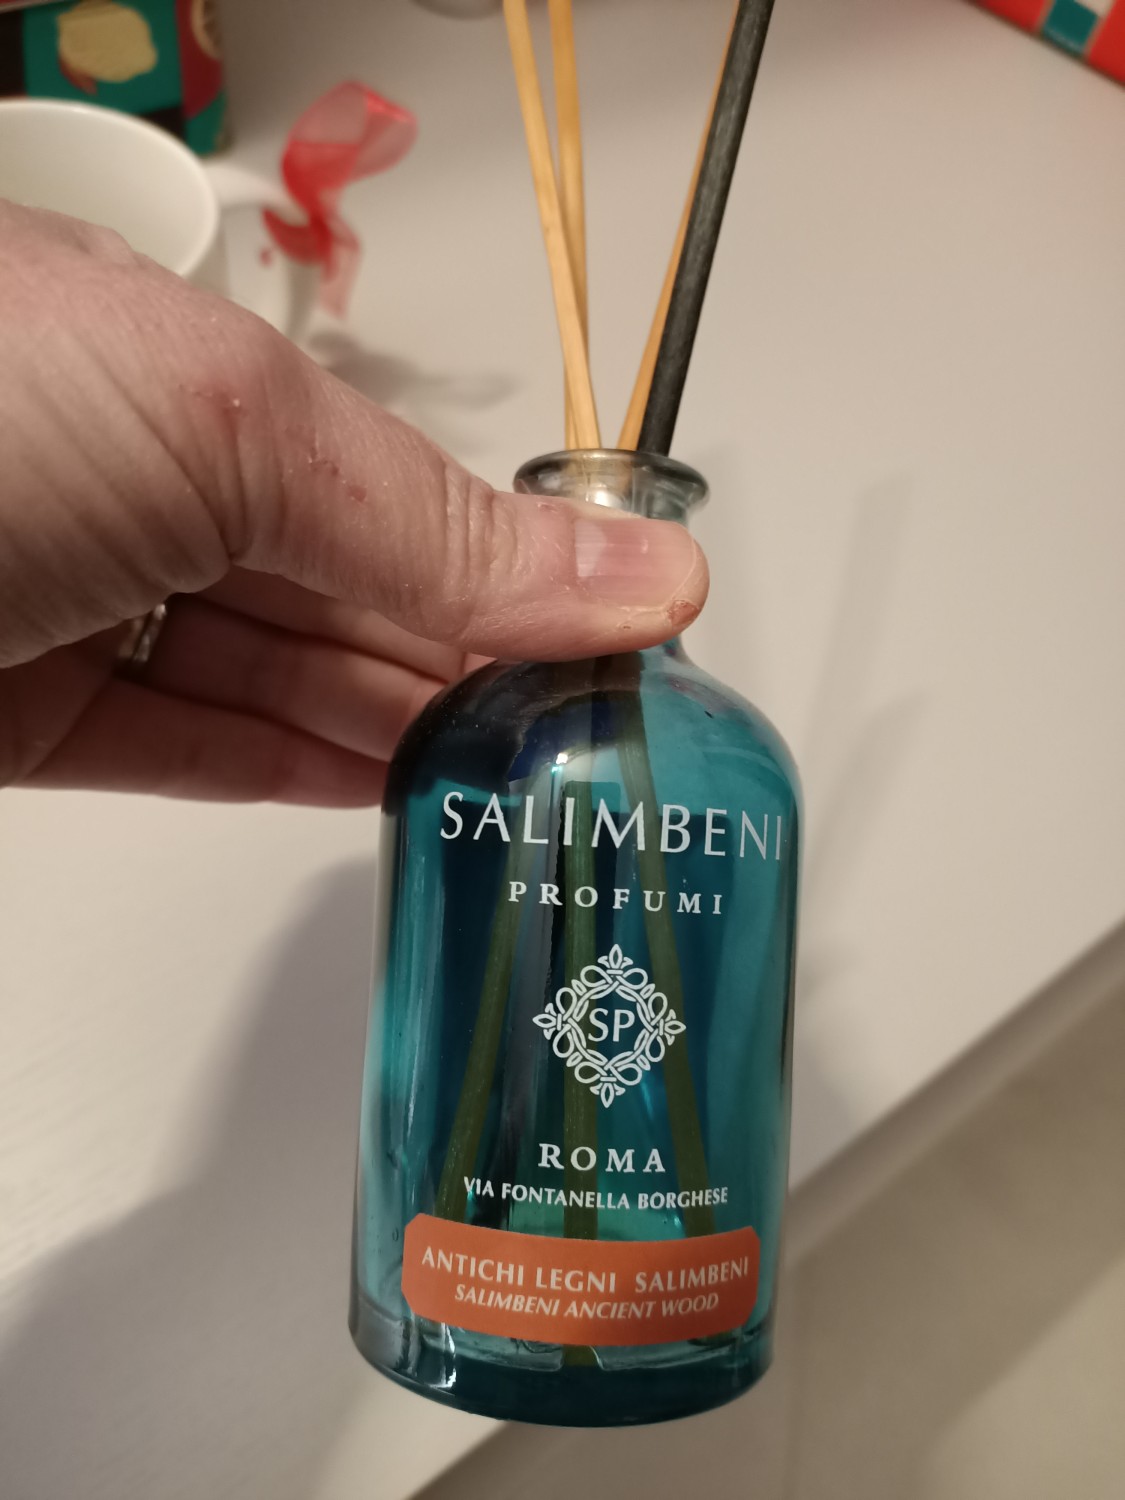 SALIMBENI
PROFUMI
SP
ROMA
VIA FONTANELLA BORGHESE
ANTICHI LEGNI SALIMBENI
SALIMBENI ANCIENT WOOD